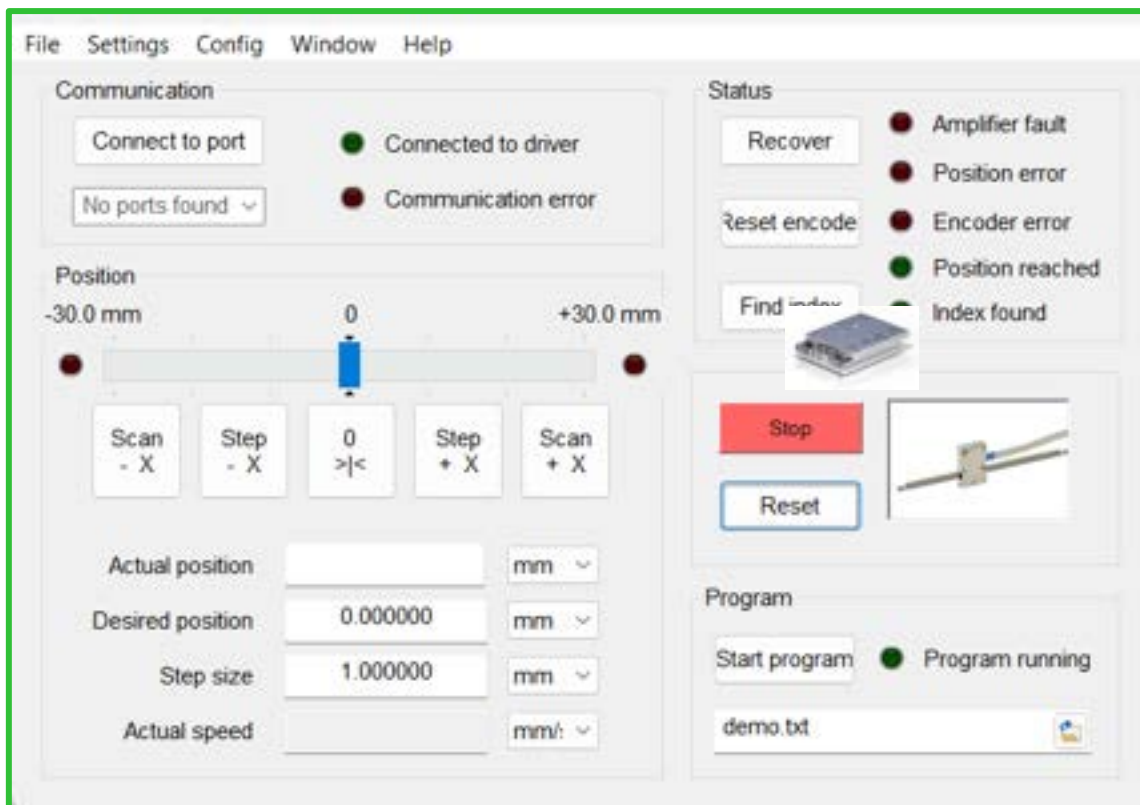 File Settings Config Window Help
Communication
Connect to port
Connected to driver
No ports found
Communication error
Position
-30.0 mm 0 +30.0 mm
Scan - X
Step - X
0 >|<
Step + X
Scan + X
Actual position mm
Desired position 0.000000 mm
Step size 1.000000 mm
Actual speed mm/
Status
Recover
Amplifier fault
Position error
Reset encode
Encoder error
Position reached
Find index
Index found
Stop
Reset
Program
Start program
Program running
demo.txt